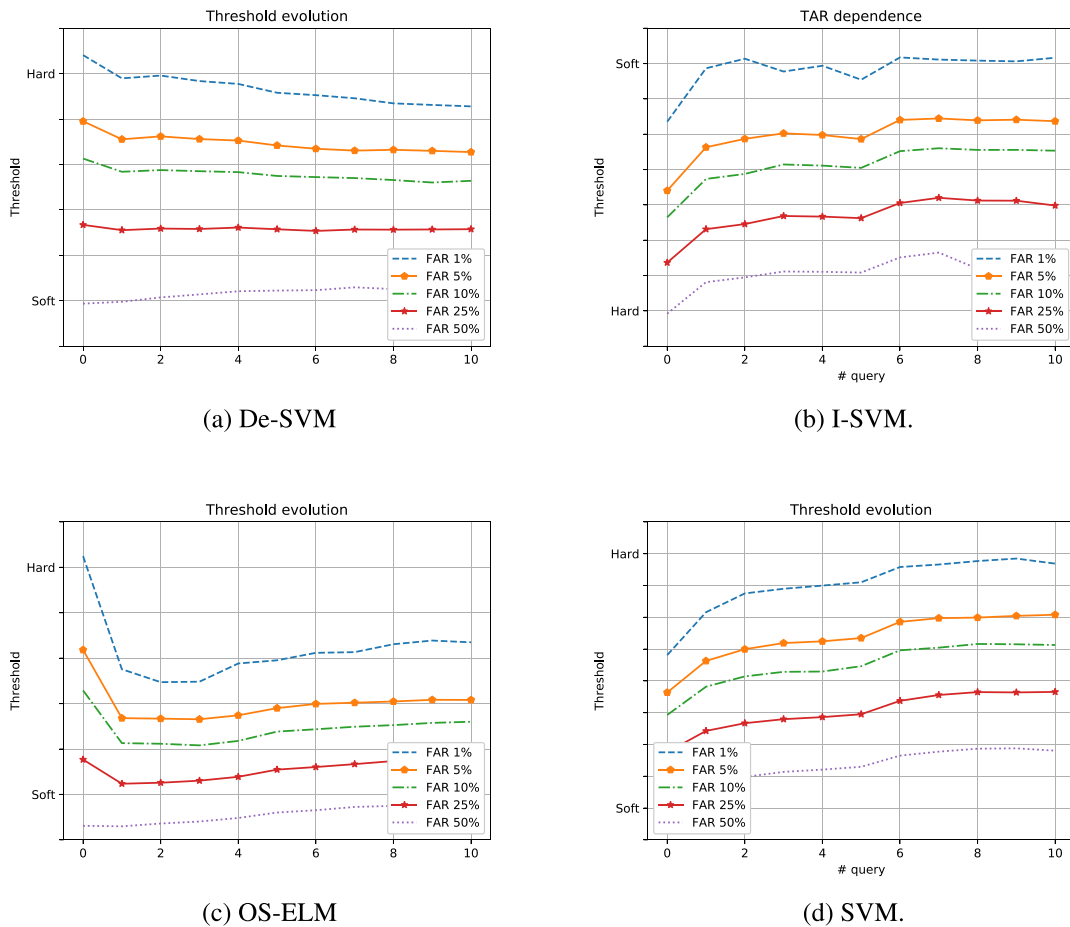 Threshold evolution
Hard
Threshold
Soft
FAR 1%
FAR 5%
FAR 10%
FAR 25%
FAR 50%
0 2 4 6 8 10
(a) De-SVM
TAR dependence
Soft
Threshold
Hard
FAR 1%
FAR 5%
FAR 10%
FAR 25%
FAR 50%
0 2 4 6 8 10
# query
(b) I-SVM.
Threshold evolution
Hard
Threshold
Soft
FAR 1%
FAR 5%
FAR 10%
FAR 25%
FAR 50%
0 2 4 6 8 10
(c) OS-ELM
Threshold evolution
Hard
Threshold
Soft
FAR 1%
FAR 5%
FAR 10%
FAR 25%
FAR 50%
0 2 4 6 8 10
# query
(d) SVM.